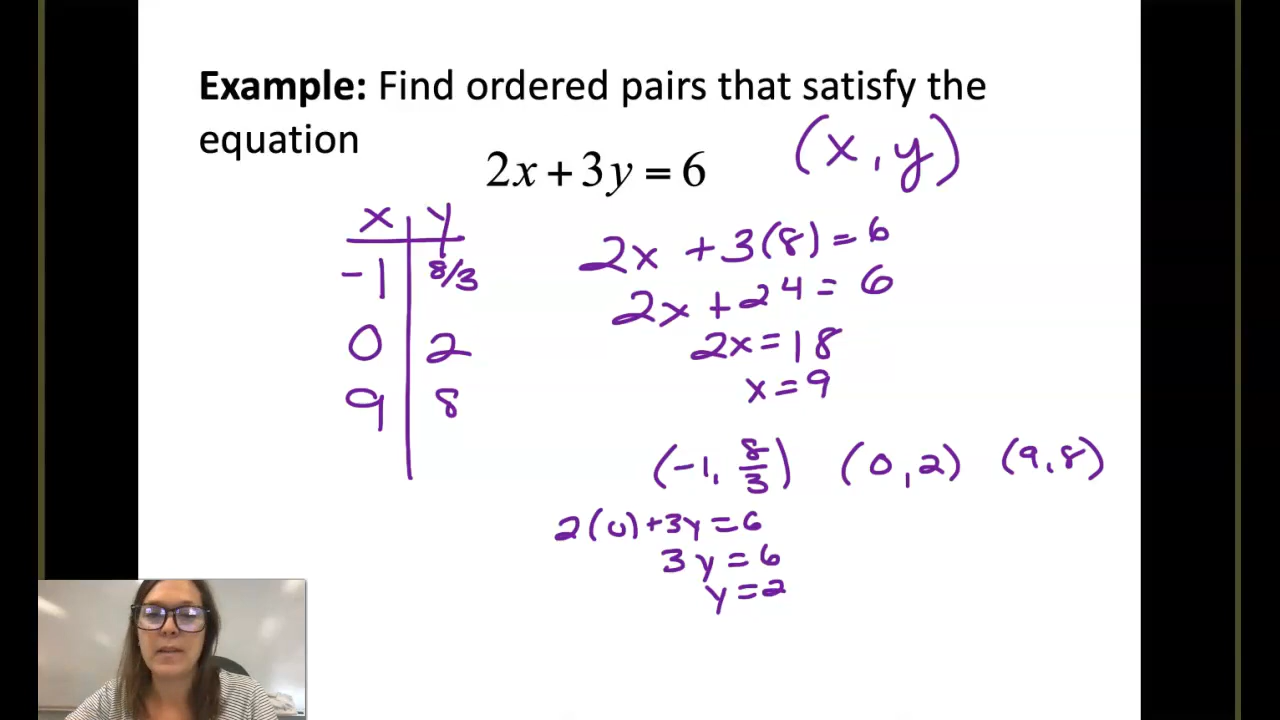 Example: Find ordered pairs that satisfy the
equation
2x + 3y = 6
(x, y)
x y
-1 8/3
0 2
9 8
2x + 3(8) = 6
2x + 24 = 6
2x = 18
x = 9
(-1, 8/3) (0, 2) (9, 8)
2(0) + 3y = 6
3y = 6
y = 2